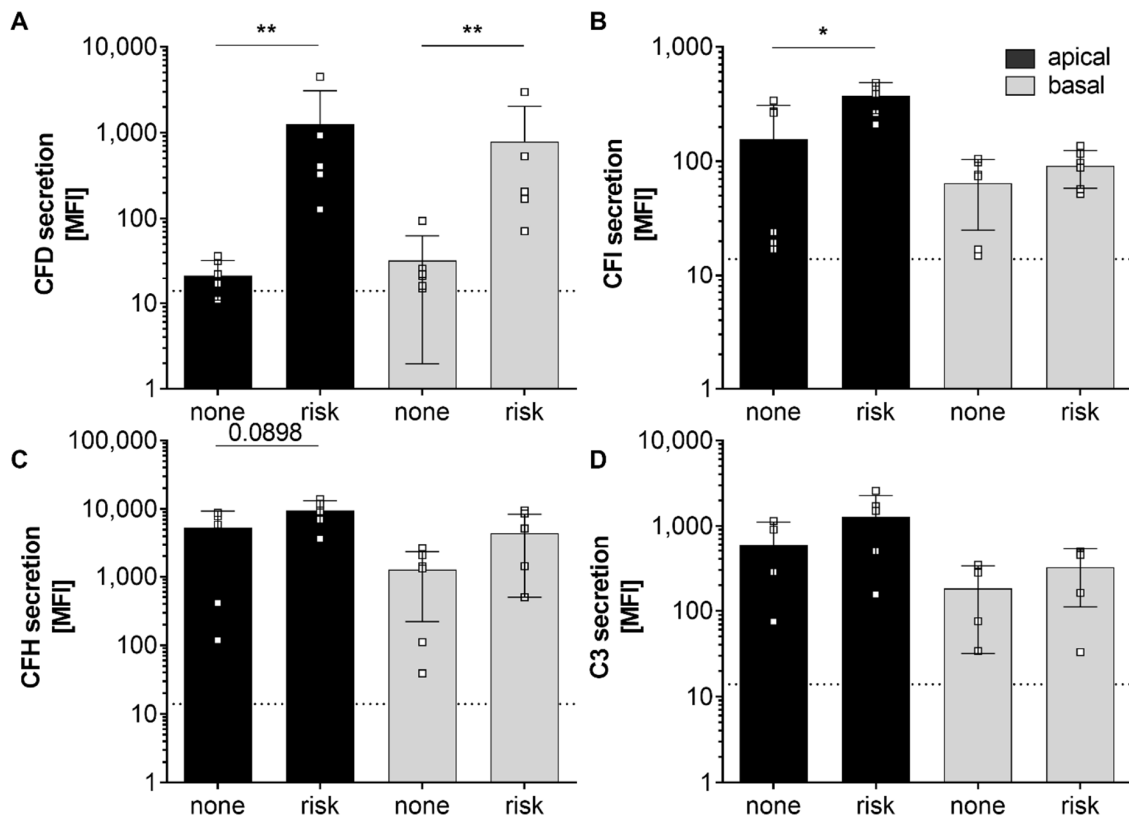 A
CFD secretion
[MFI]
10,000
1,000
100
10
1
**
**
none
risk
none
risk
B
CFI secretion
[MFI]
1,000
100
10
1
*
apical
basal
none
risk
none
risk
C
CFH secretion
[MFI]
100,000
10,000
1,000
100
10
1
0.0898
none
risk
none
risk
D
C3 secretion
[MFI]
10,000
1,000
100
10
1
none
risk
none
risk